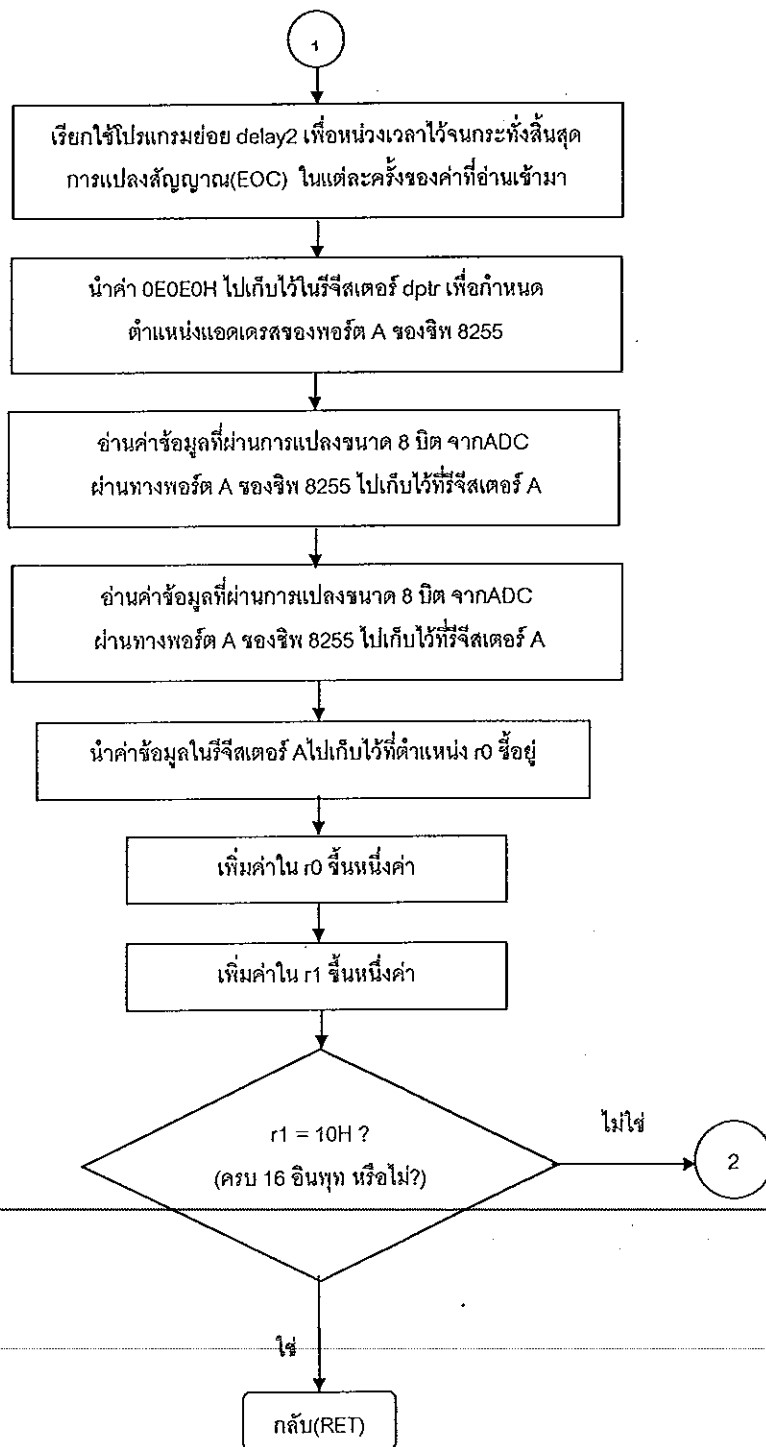 1
เรียกใช้โปรแกรมย่อย delay2 เพื่อหน่วงเวลาไว้จนกระทั่งสิ้นสุด
การแปลงสัญญาณ(EOC) ในแต่ละครั้งของค่าที่อ่านเข้ามา
นำค่า 0E0E0H ไปเก็บไว้ในรีจีสเตอร์ dptr เพื่อกำหนด
ตำแหน่งแอดเดรสของพอร์ต A ของชิพ 8255
อ่านค่าข้อมูลที่ผ่านการแปลงขนาด 8 บิต จากADC
ผ่านทางพอร์ต A ของชิพ 8255 ไปเก็บไว้ที่รีจีสเตอร์ A
อ่านค่าข้อมูลที่ผ่านการแปลงขนาด 8 บิต จากADC
ผ่านทางพอร์ต A ของชิพ 8255 ไปเก็บไว้ที่รีจีสเตอร์ A
นำค่าข้อมูลในรีจีสเตอร์ Aไปเก็บไว้ที่ตำแหน่ง r0 ชี้อยู่
เพิ่มค่าใน r0 ขึ้นหนึ่งค่า
เพิ่มค่าใน r1 ขึ้นหนึ่งค่า
r1 = 10H ?
(ครบ 16 อินพุท หรือไม่?)
ไม่ใช่
2
ใช่
กลับ(RET)